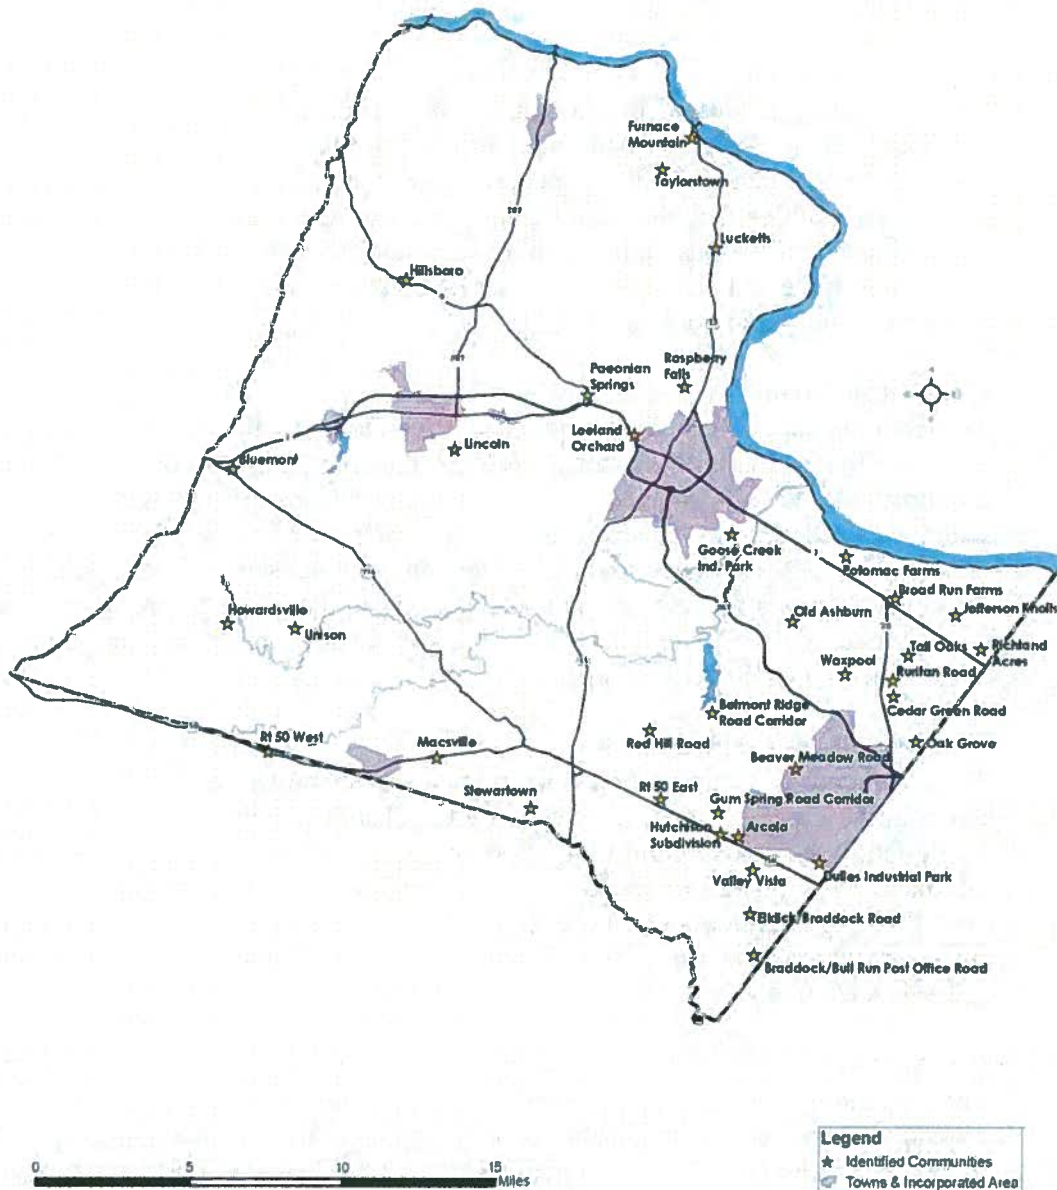 Furnace
Mountain
Taylorstown
Lucketts
Hillsboro
9
Raspberry
Falls
Paeonian
Springs
Leeland
Orchard
Lincoln
Bluemont
Goose Creek
Ind. Park
Potomac Farms
Broad Run Farms
Jefferson Knolls
Old Ashburn
Howardsville
Unison
Tall Oaks
Richland
Acres
Waxpool
Ruritan Road
Cedar Green Road
Belmont Ridge
Road Corridor
Red Hill Road
Oak Grove
Rt 50 West
Macsville
Beaver Meadow Road
Stewartown
Rt 50 East
Gum Spring Road Corridor
Hutchison
Subdivision
Arcola
Valley Vista
Dulles Industrial Park
Elklick/Braddock Road
Braddock/Bull Run Post Office Road
Legend
Identified Communities
Towns & Incorporated Area
0 5 10 15
Miles